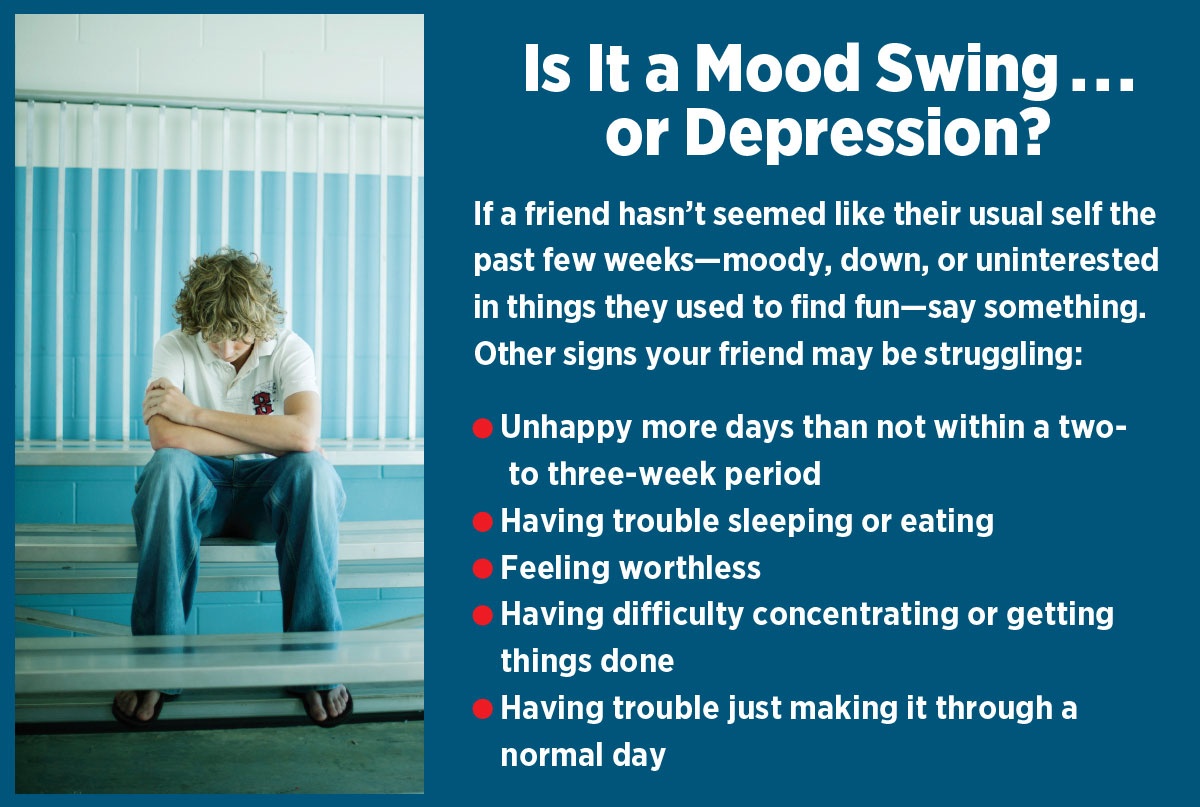 Is It a Mood Swing ...
or Depression?
If a friend hasn’t seemed like their usual self the
past few weeks—moody, down, or uninterested
in things they used to find fun—say something.
Other signs your friend may be struggling:
● Unhappy more days than not within a two-
to three-week period
● Having trouble sleeping or eating
● Feeling worthless
● Having difficulty concentrating or getting
things done
● Having trouble just making it through a
normal day